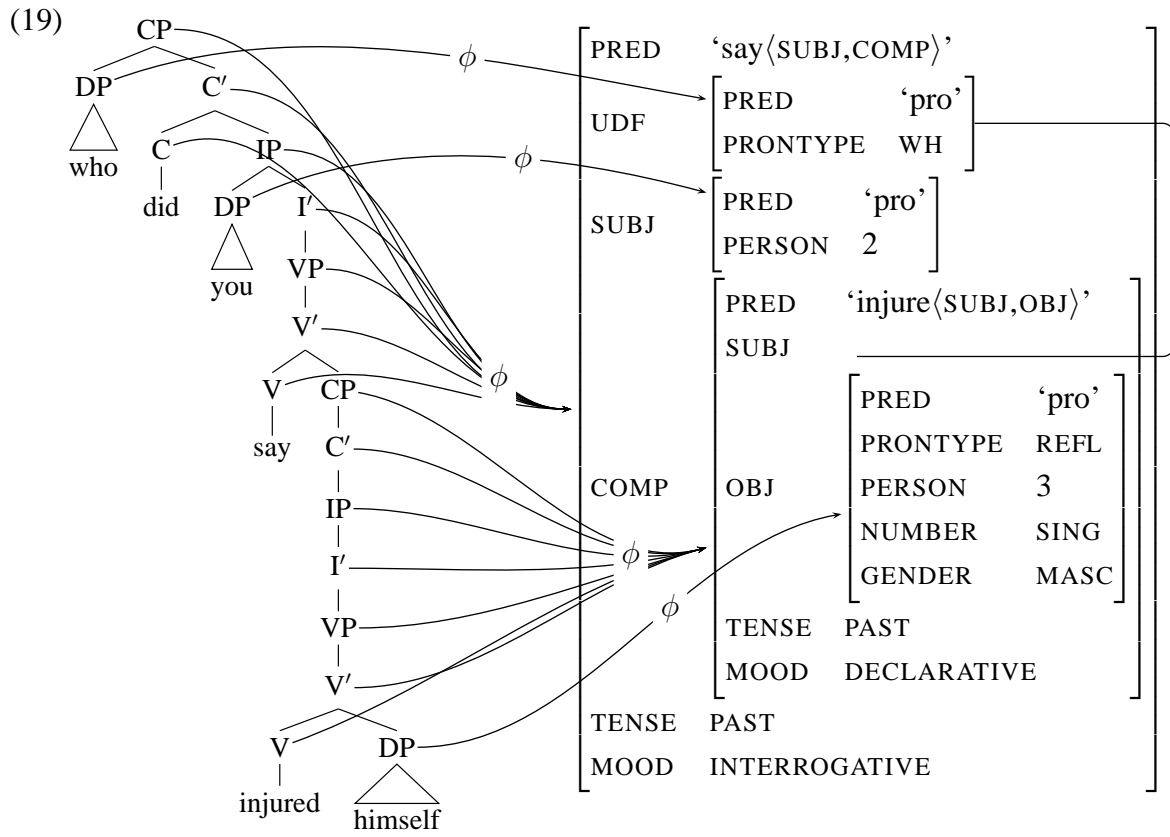 (19)
CP
PRED ‘say⟨SUBJ,COMP⟩’
ϕ
DP C′
PRED ‘pro’
UDF
PRONTYPE WH
who C IP
ϕ
did DP I′
PRED ‘pro’
SUBJ
PERSON 2
you VP
PRED ‘injure⟨SUBJ,OBJ⟩’
V′
SUBJ
ϕ
V CP
PRED ‘pro’
say C′
PRONTYPE REFL
IP
COMP OBJ PERSON 3
NUMBER SING
ϕ
I′
GENDER MASC
ϕ
VP
TENSE PAST
V′
MOOD DECLARATIVE
TENSE PAST
V DP
MOOD INTERROGATIVE
injured himself